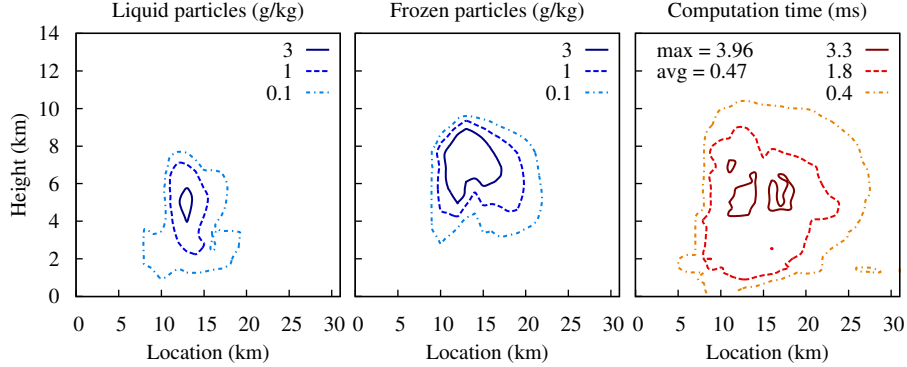 Liquid particles (g/kg)
Frozen particles (g/kg)
Computation time (ms)
Height (km)
14
12
10
8
6
4
2
0
3
1
0.1
0 5 10 15 20 25 30
Location (km)
3
1
0.1
0 5 10 15 20 25 30
Location (km)
max = 3.96
avg = 0.47
3.3
1.8
0.4
0 5 10 15 20 25 30
Location (km)